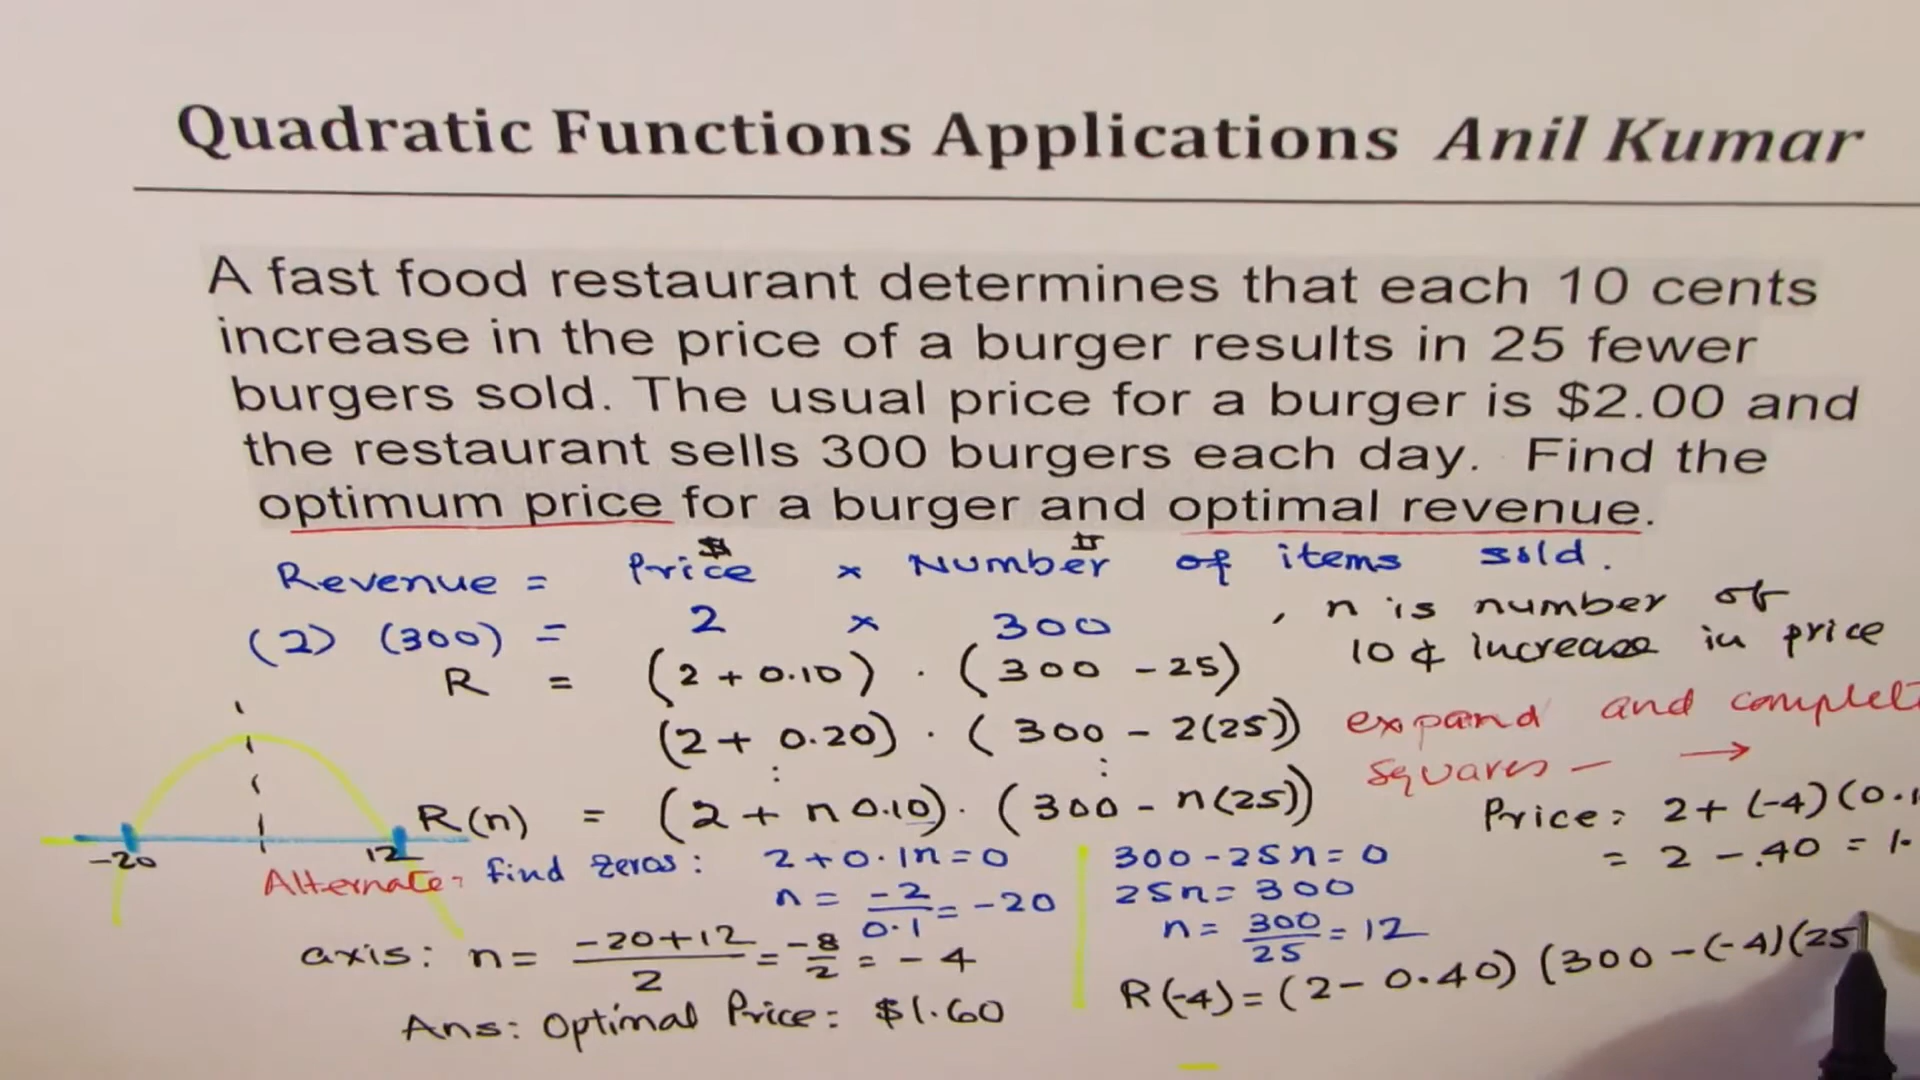 Quadratic Functions Applications Anil Kumar
A fast food restaurant determines that each 10 cents
increase in the price of a burger results in 25 fewer
burgers sold. The usual price for a burger is $2.00 and
the restaurant sells 300 burgers each day. Find the
optimum price for a burger and optimal revenue.
Revenue = Price $ × Number # of items sold.
(2) (300) = 2 × 300 , n is number of
10 ¢ increase in price
R = (2 + 0.10) · (300 - 25)
(2 + 0.20) · (300 - 2(25)) expand and complet
squares - →
R(n) = (2 + n 0.10) · (300 - n(25))
Price = 2 + (-4)(0.1
= 2 - .40 = 1.
-20 12
Alternate, find zeros: 2 + 0.1n = 0
n = -2/0.1 = -20
300 - 25n = 0
25n = 300
n = 300/25 = 12
axis: n = (-20+12)/2 = -8/2 = -4
R(-4) = (2 - 0.40) (300 - (-4)(25
Ans: Optimal Price = $1.60